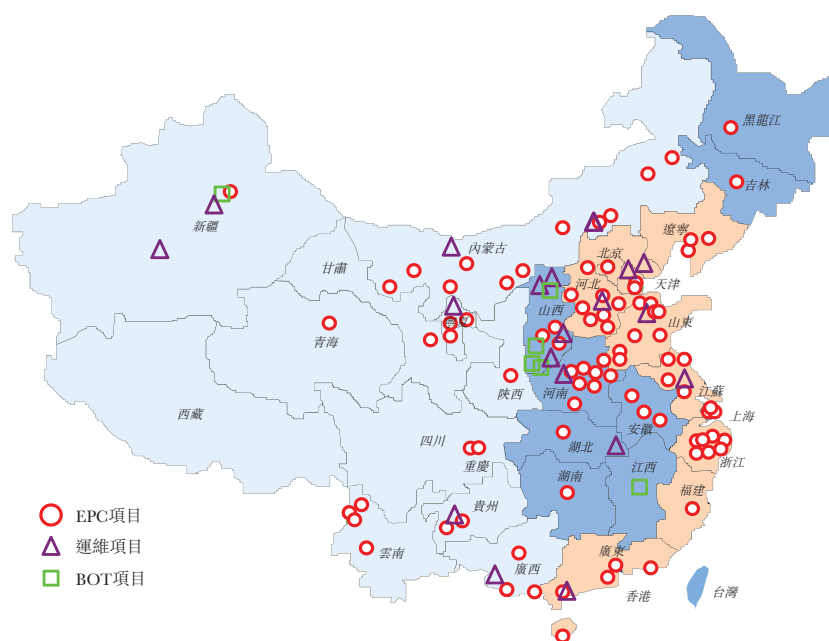 黑龍江
吉林
遼寧
新疆
內蒙古
北京
甘肅
天津
河北
山西
山東
寧夏
青海
陝西
河南
江蘇
西藏
上海
安徽
四川
湖北
重慶
浙江
江西
湖南
福建
貴州
EPC項目
運維項目
廣東
雲南
廣西
BOT項目
香港
台灣